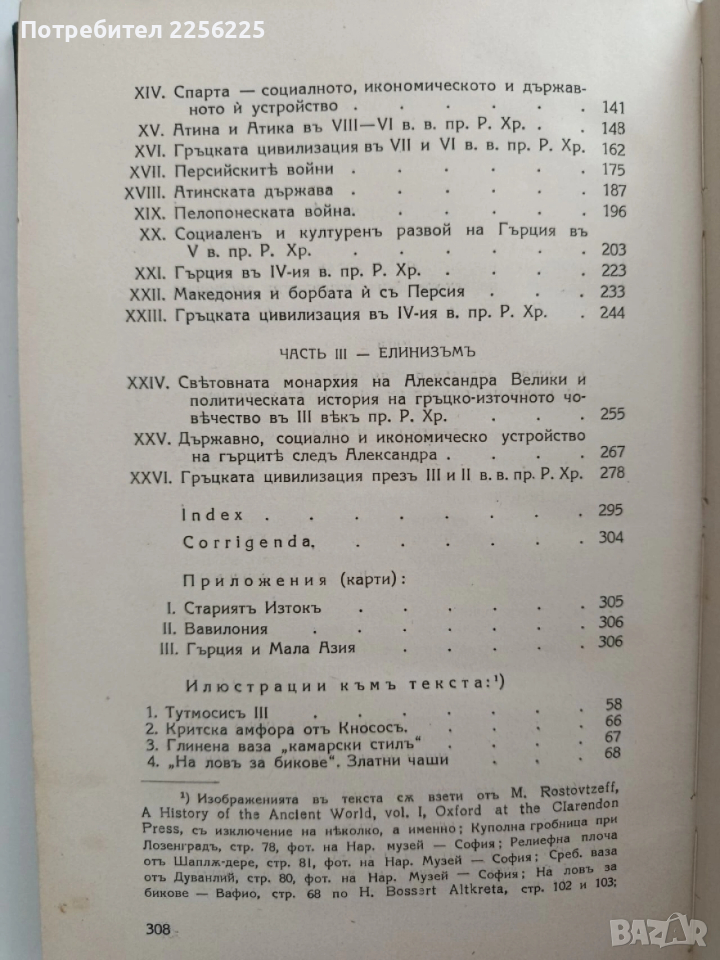 Потребител 2256225
XIV. Спарта — социалното, икономическото и държав-
ното ѝ устройство . . . . . . 141
XV. Атина и Атика въ VIII—VI в. в. пр. Р. Хр. . . 148
XVI. Гръцката цивилизация въ VII и VI в. в. пр. Р. Хр. 162
XVII. Персийскитѣ войни . . . . . . 175
XVIII. Атинската държава . . . . . . 187
XIX. Пелопонеската война. . . . . . 196
XX. Социаленъ и културенъ развой на Гърция въ
V в. пр. Р. Хр. . . . . . . . 203
XXI. Гърция въ IV-ия в. пр. Р. Хр. . . . . 223
XXII. Македония и борбата ѝ съ Персия . . . 233
XXIII. Гръцката цивилизация въ IV-ия в. пр. Р. Хр. . 244
ЧАСТЬ III — ЕЛИНИЗЪМЪ
XXIV. Свѣтовната монархия на Александра Велики и
политическата история на гръцко-източното чо-
вѣчество въ III вѣкъ пр. Р. Хр. . . . . 255
XXV. Държавно, социално и икономическо устройство
на гърцитѣ следъ Александра . . . . 267
XXVI. Гръцката цивилизация презъ III и II в. в. пр. Р. Хр. 278
Index . . . . . . . . 295
Corrigenda. . . . . . . 304
Приложения (карти):
I. Стариятъ Изтокъ . . . . . . 305
II. Вавилония . . . . . . . 306
III. Гърция и Мала Азия . . . . . 306
Илюстрации къмъ текста:¹)
1. Тутмосисъ III . . . . . . . 58
2. Критска амфора отъ Кносось. . . . . 66
3. Глинена ваза „камарски стилъ“ . . . . 67
4. „На ловъ за бикове“. Златни чаши . . . 68
¹) Изображенията въ текста сѫ взети отъ M. Rostovtzeff,
A History of the Ancient World, vol. I, Oxford at the Clarendon
Press, съ изключение на нѣколко, а именно; Куполна гробница при
Лозенградъ, стр. 78, фот. на Нар. музей — София; Релиефна плоча
отъ Шаплѫ-дере, стр. 81, фот. на Нар. Музей — София; Среб. ваза
отъ Дуванлий, стр. 80, фот. на Нар. Музей — София; На ловъ за
бикове — Вафио, стр. 68 по H. Bossert Altkreta, стр. 102 и 103;
308
BAZAR